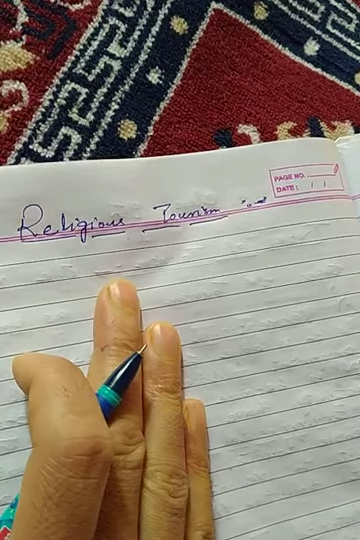 Religious Tourism :-
PAGE NO.
DATE: / /